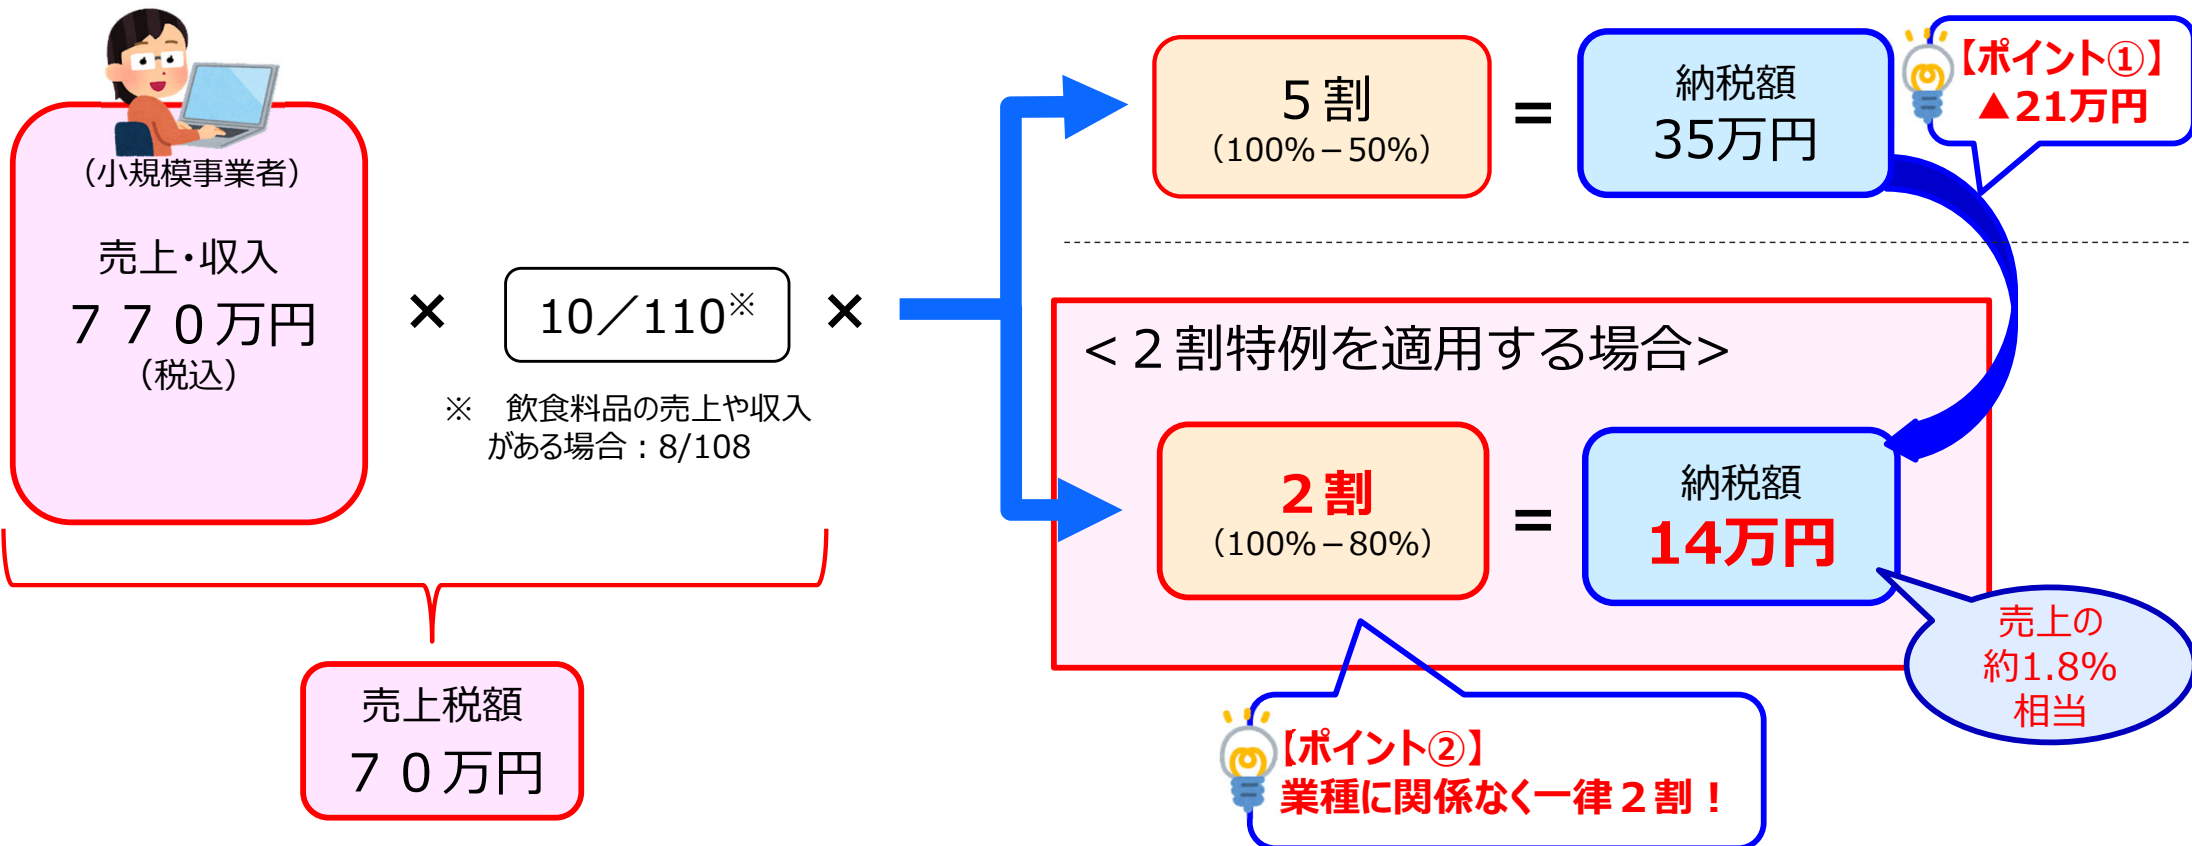 （小規模事業者）
売上・収入
７７０万円
（税込）
×
10／110※
×
※　飲食料品の売上や収入
がある場合：8/108
売上税額
７０万円
５割
（100%－50%）
＝
納税額
35万円
【ポイント①】
▲21万円
＜２割特例を適用する場合＞
２割
（100%－80%）
＝
納税額
14万円
売上の
約1.8%
相当
【ポイント②】
業種に関係なく一律２割！